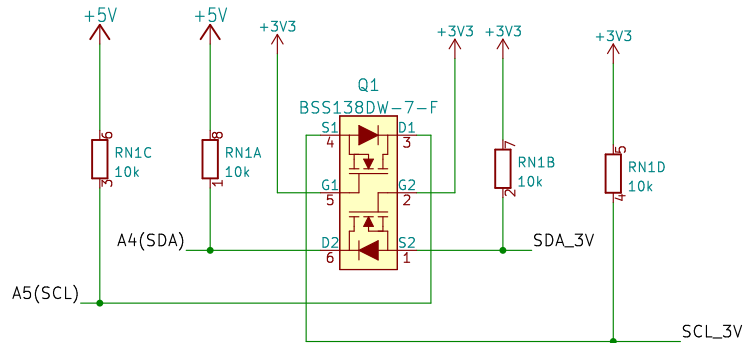 +5V
+5V
+3V3
+3V3
+3V3
+3V3
Q1
BSS138DW-7-F
S1
D1
4
3
6
RN1C
10k
3
8
RN1A
10k
1
7
RN1B
10k
2
5
RN1D
10k
4
G1
G2
5
2
A4(SDA)
D2
S2
SDA_3V
6
1
A5(SCL)
SCL_3V